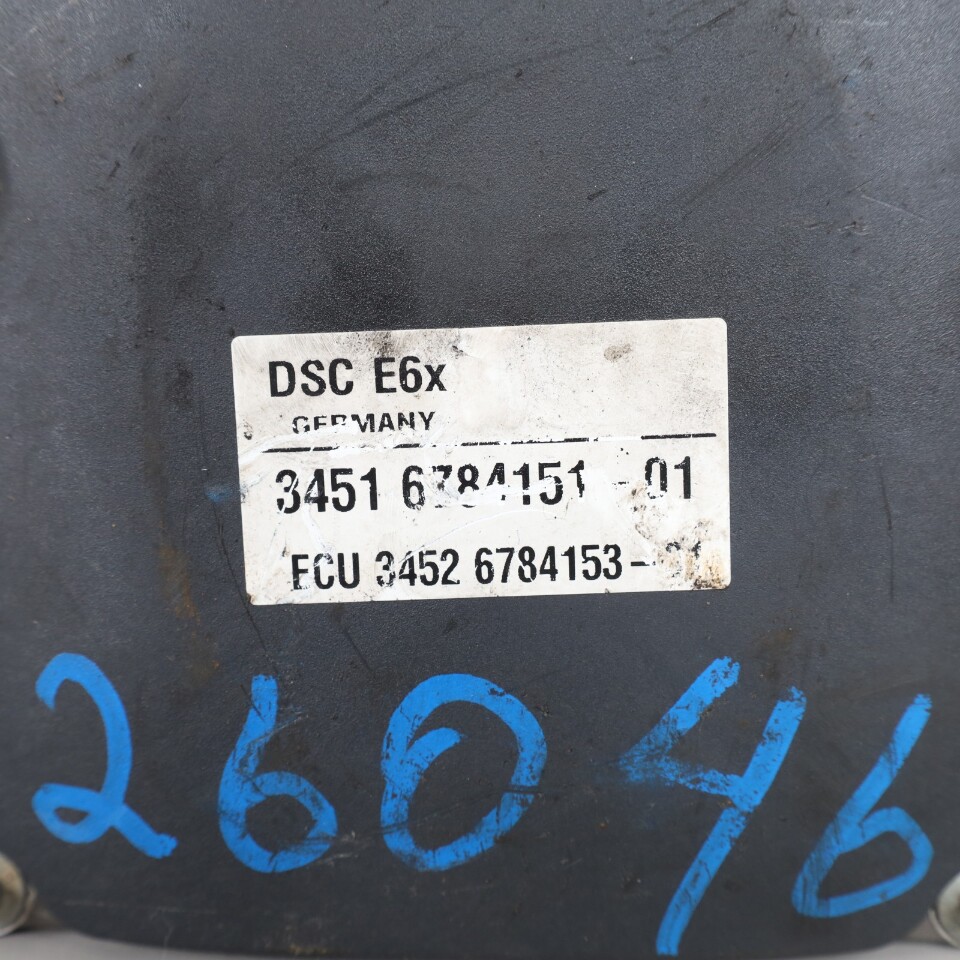 DSC E6x
GERMANY
3451 6784151 - 01
ECU 3452 6784153 -
26046